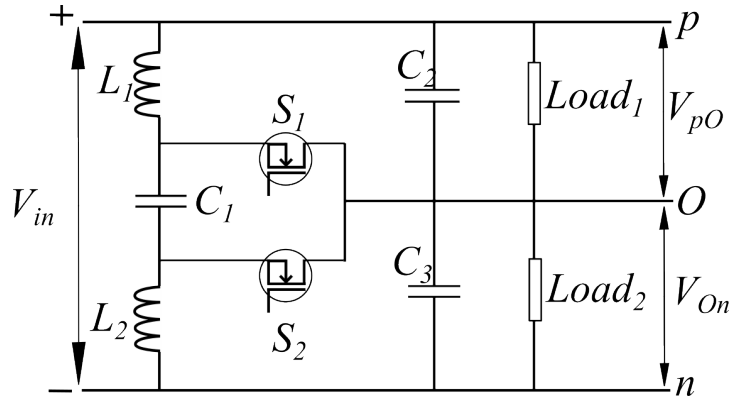 + p
L1 C2 Load1 VpO
S1
Vin C1 O
L2 C3 Load2 VOn
S2
− n